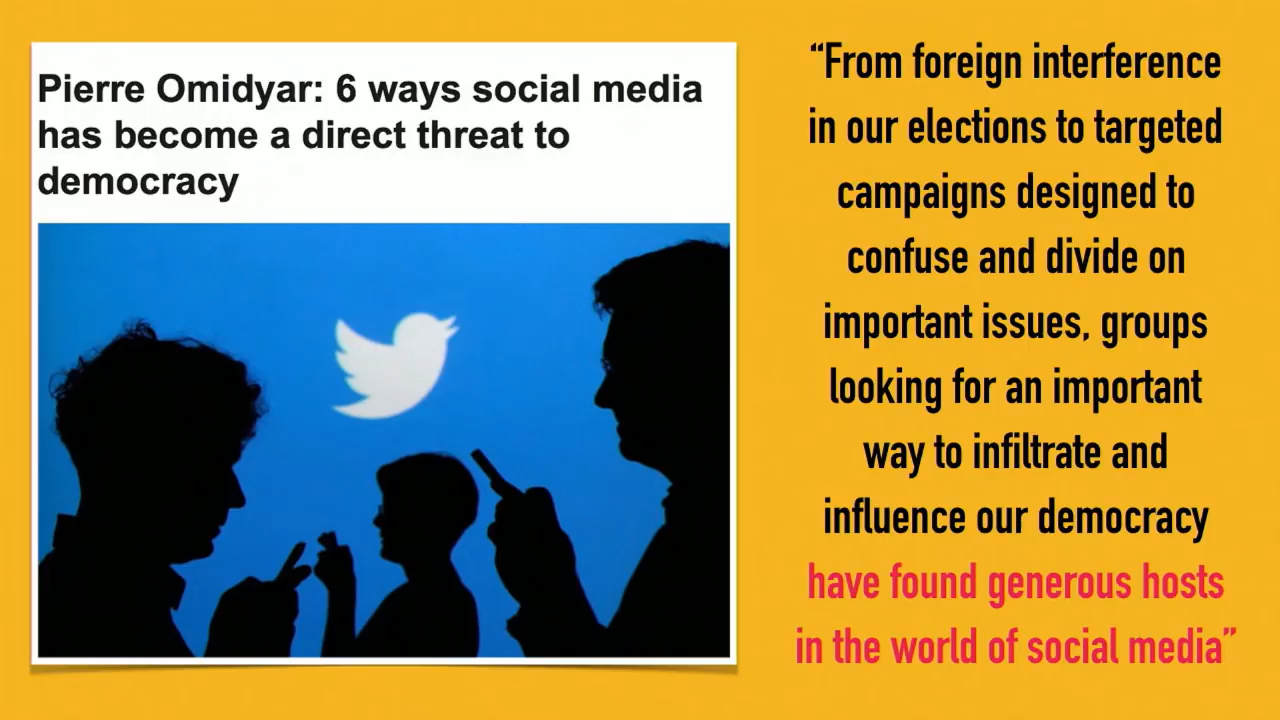 Pierre Omidyar: 6 ways social media
has become a direct threat to
democracy
“From foreign interference
in our elections to targeted
campaigns designed to
confuse and divide on
important issues, groups
looking for an important
way to infiltrate and
influence our democracy
have found generous hosts
in the world of social media”